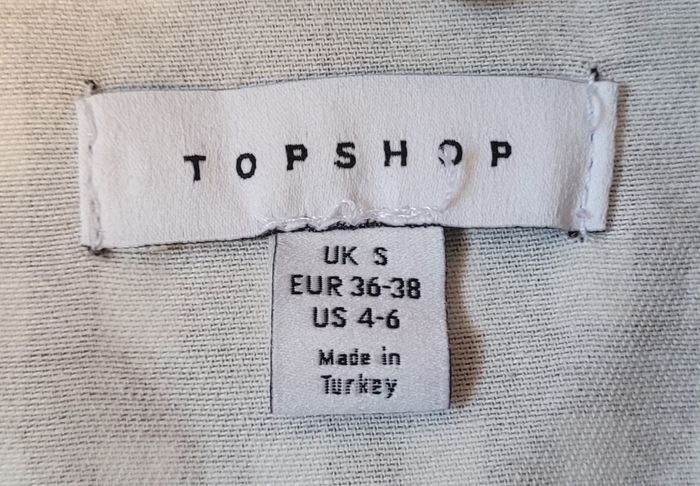 TOPSHOP
UK S
EUR 36-38
US 4-6
Made in
Turkey